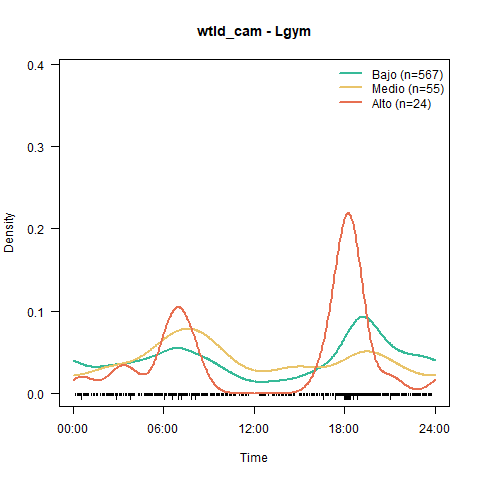 wtld_cam - Lgym
Bajo (n=567)
Medio (n=55)
Alto (n=24)
Density
0.4
0.3
0.2
0.1
0.0
00:00 06:00 12:00 18:00 24:00
Time